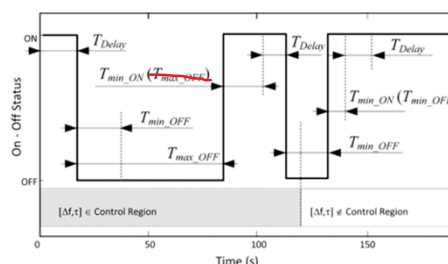 ON
T_Delay
T_Delay
T_min_ON (T_max_OFF)
T_min_ON (T_min_OFF
T_min_OFF
T_min_OFF
T_max_OFF
On - Off Status
OFF
[Δf,τ] ∈ Control Region
[Δf,τ] ∉ Control Region
0 50 100 150
Time (s)